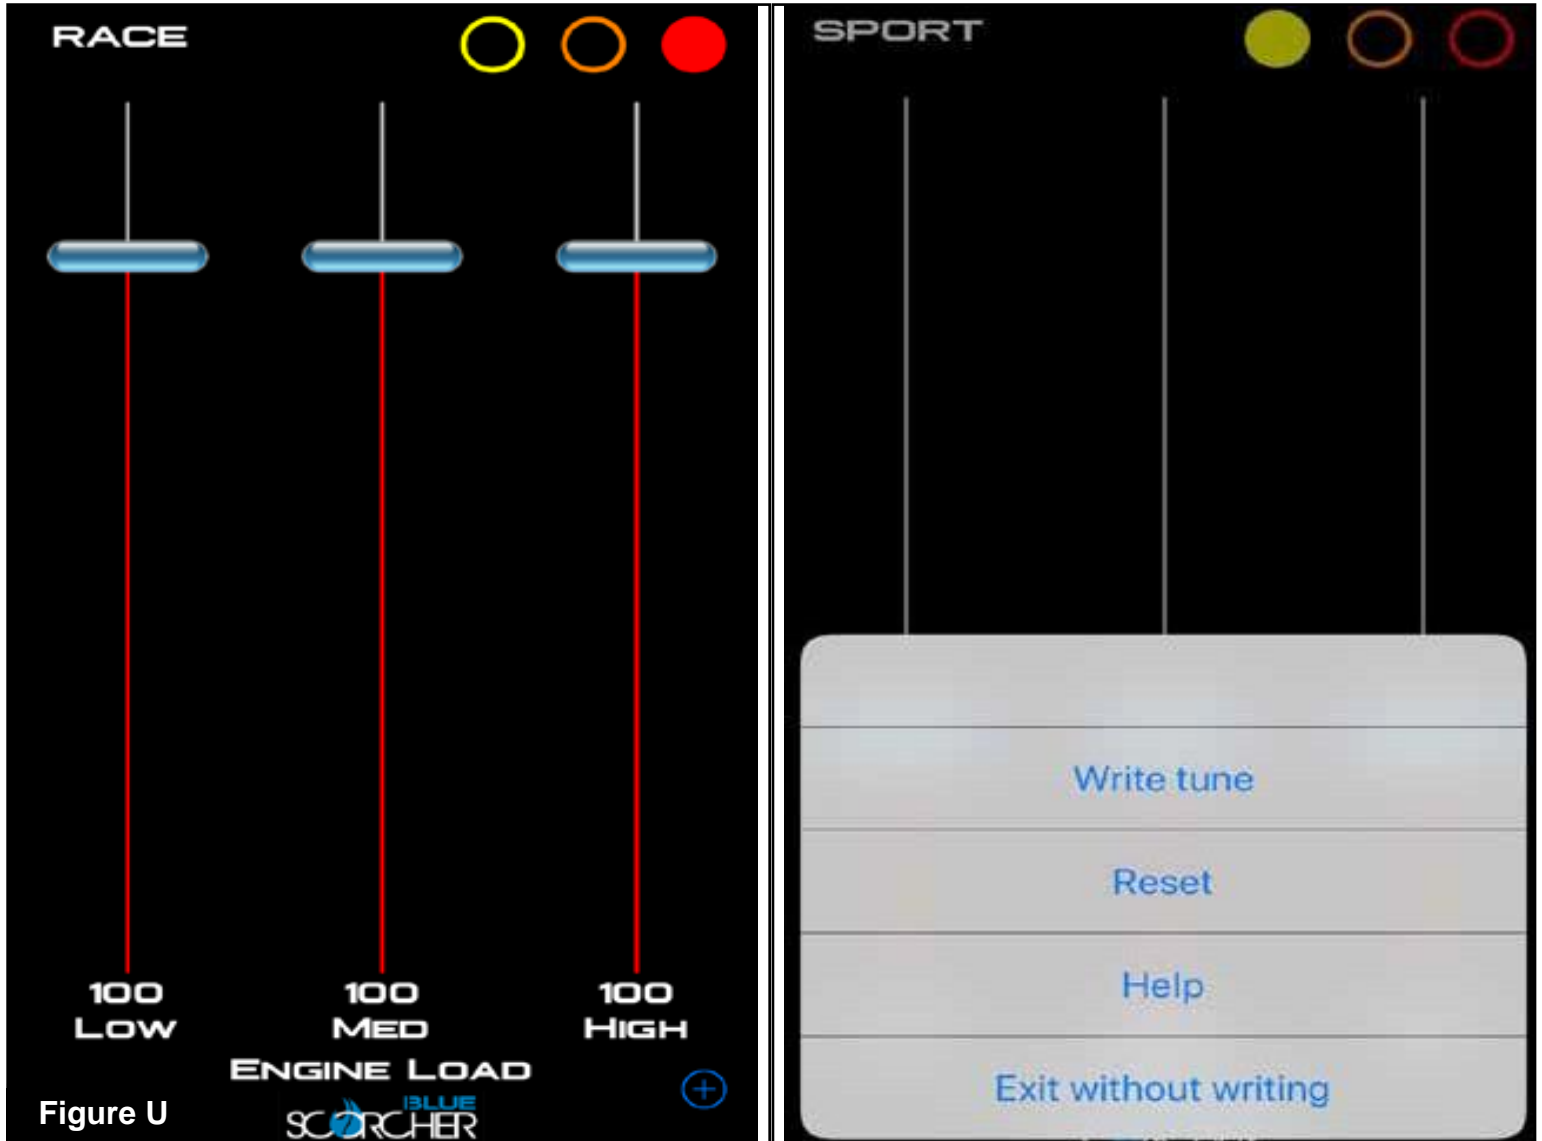 RACE
100 100 100
LOW MED HIGH
ENGINE LOAD
Figure U
BLUE
SCORCHER
SPORT
Write tune
Reset
Help
Exit without writing